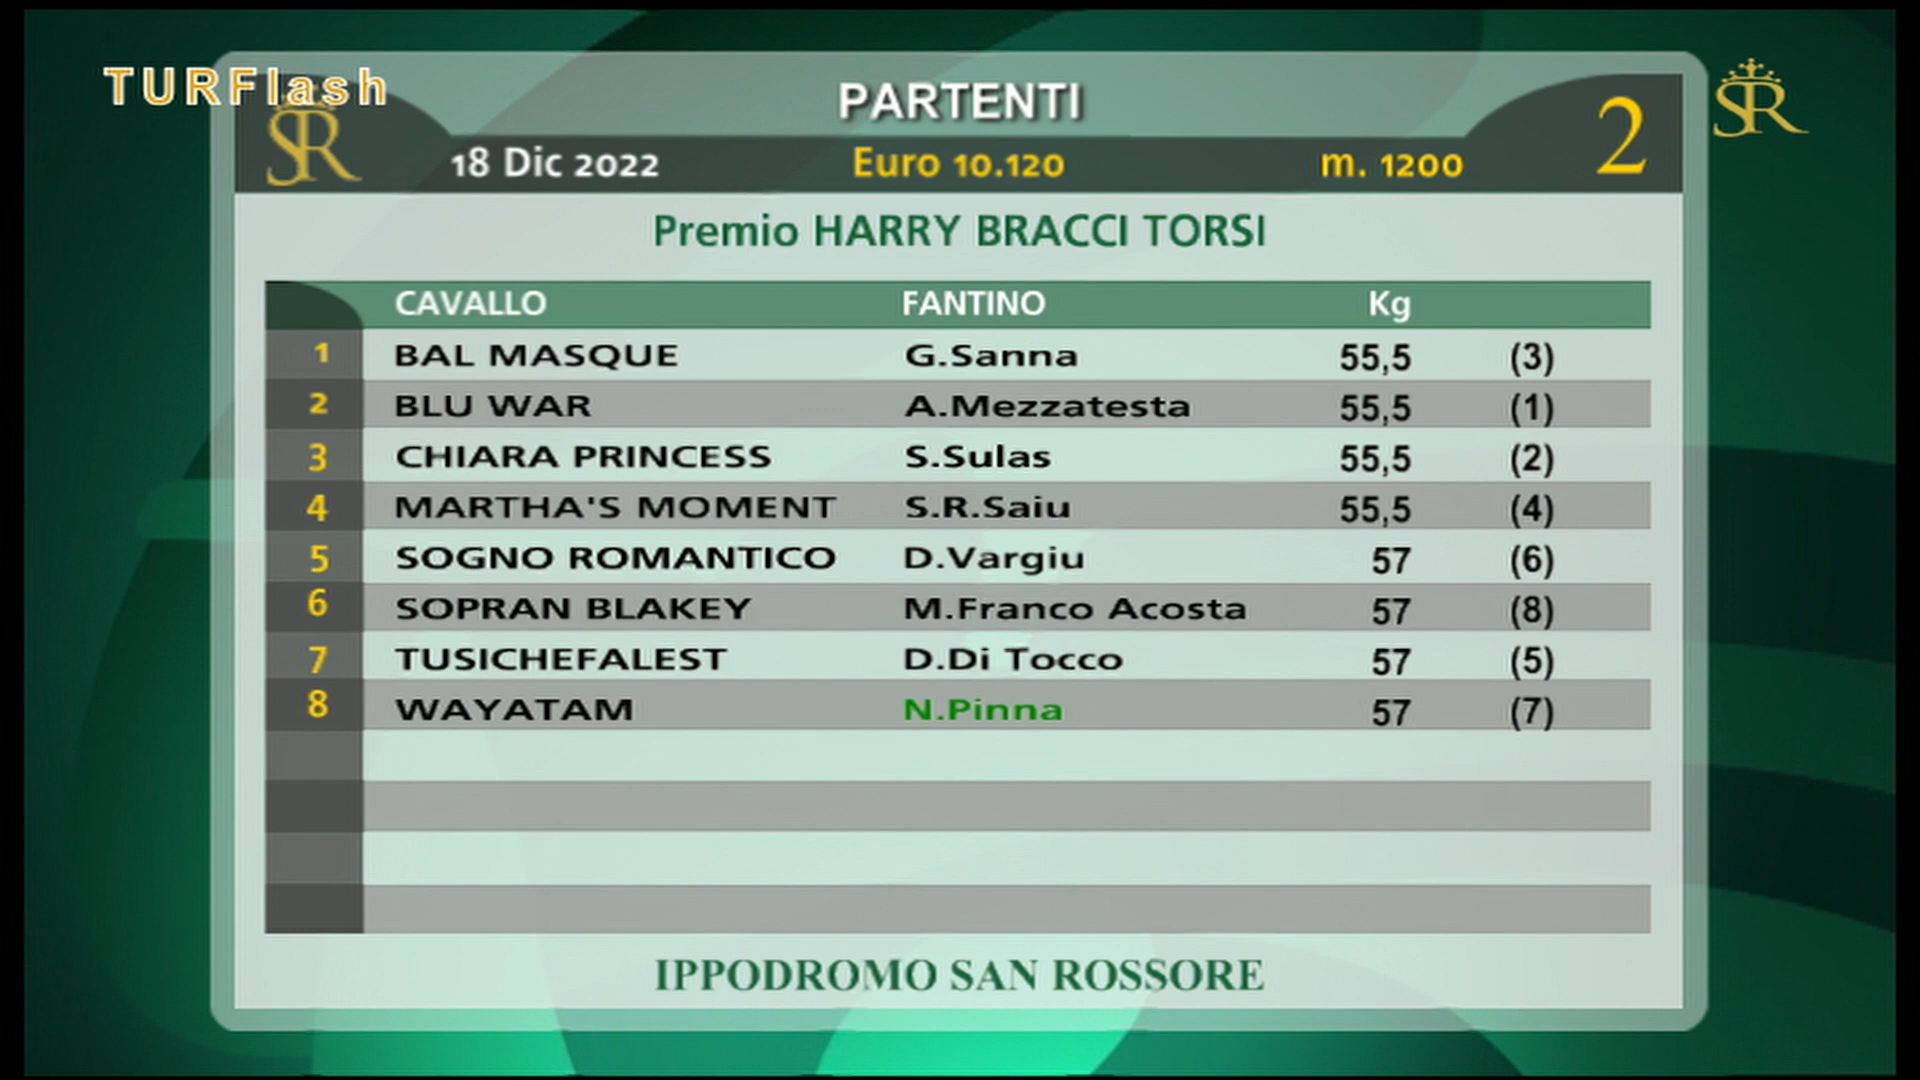 TURFlash
PARTENTI
SR
18 Dic 2022 Euro 10.120 m. 1200 2
SR
Premio HARRY BRACCI TORSI
CAVALLO FANTINO Kg
1 BAL MASQUE G.Sanna 55,5 (3)
2 BLU WAR A.Mezzatesta 55,5 (1)
3 CHIARA PRINCESS S.Sulas 55,5 (2)
4 MARTHA'S MOMENT S.R.Saiu 55,5 (4)
5 SOGNO ROMANTICO D.Vargiu 57 (6)
6 SOPRAN BLAKEY M.Franco Acosta 57 (8)
7 TUSICHEFALEST D.Di Tocco 57 (5)
8 WAYATAM N.Pinna 57 (7)
IPPODROMO SAN ROSSORE